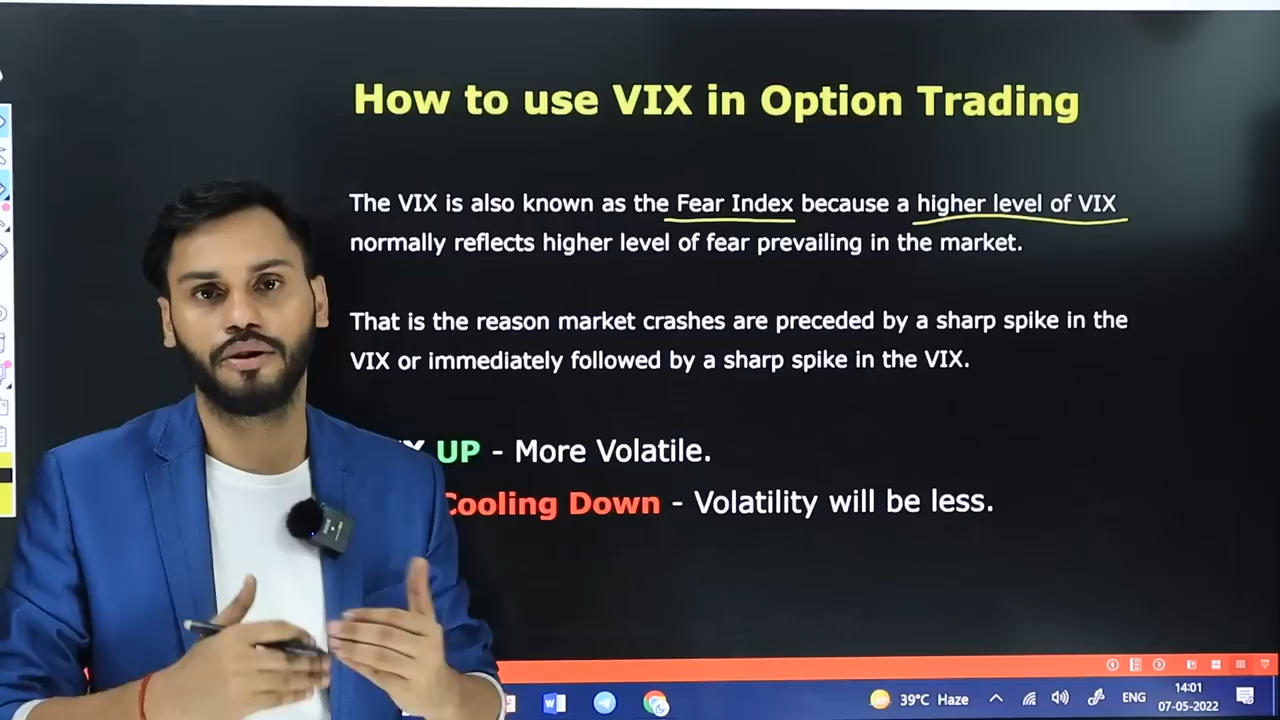 How to use VIX in Option Trading
The VIX is also known as the Fear Index because a higher level of VIX
normally reflects higher level of fear prevailing in the market.
That is the reason market crashes are preceded by a sharp spike in the
VIX or immediately followed by a sharp spike in the VIX.
UP - More Volatile.
Cooling Down - Volatility will be less.
39°C Haze
ENG
14:01
07-05-2022